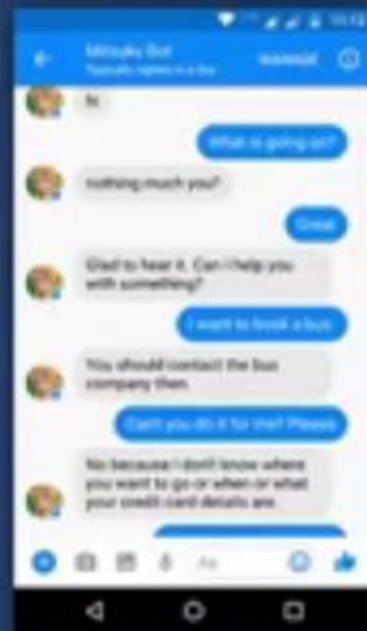 Mitsuku Bot
Typically replies in a day
MANAGE
hi
What is going on?
nothing much you?
Great
Glad to hear it. Can I help you
with something?
I want to book a bus
You should contact the bus
company then.
Can't you do it for me? Please
No because I don't know where
you want to go or when or what
your credit card details are.
Aa